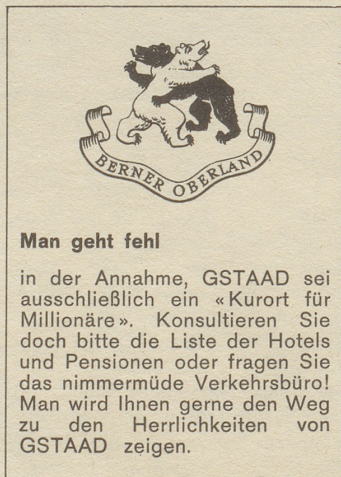 BERNER OBERLAND
Man geht fehl
in der Annahme, GSTAAD sei
ausschließlich ein «Kurort für
Millionäre». Konsultieren Sie
doch bitte die Liste der Hotels
und Pensionen oder fragen Sie
das nimmermüde Verkehrsbüro!
Man wird Ihnen gerne den Weg
zu den Herrlichkeiten von
GSTAAD zeigen.